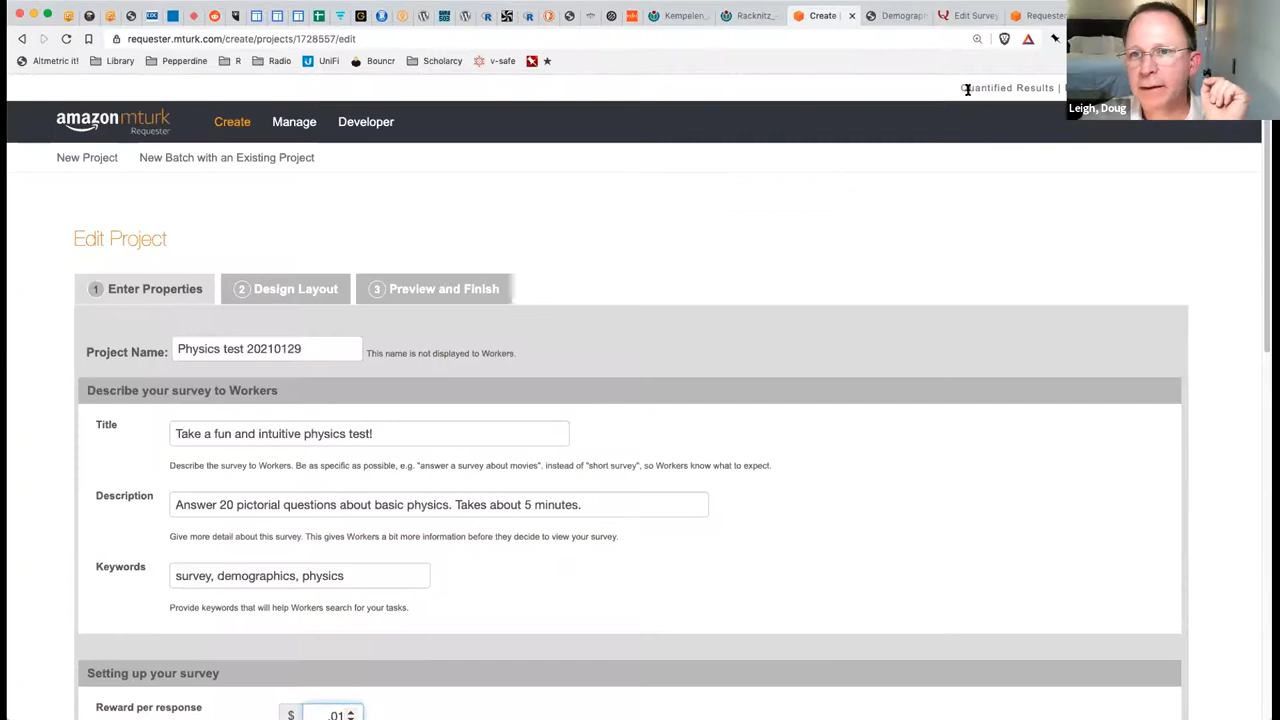 Kempelen_
Racknitz_
Create
Demograph
Edit Surve
Requeste
requester.mturk.com/create/projects/1728557/edit
Altmetric it! Library Pepperdine R Radio UniFi Bouncr Scholarcy v-safe
Quantified Results |
Leigh, Doug
amazon mturk
Requester
Create Manage Developer
New Project New Batch with an Existing Project
Edit Project
1 Enter Properties 2 Design Layout 3 Preview and Finish
Project Name: Physics test 20210129 This name is not displayed to Workers.
Describe your survey to Workers
Title Take a fun and intuitive physics test!
Describe the survey to Workers. Be as specific as possible, e.g. "answer a survey about movies". instead of "short survey", so Workers know what to expect.
Description Answer 20 pictorial questions about basic physics. Takes about 5 minutes.
Give more detail about this survey. This gives Workers a bit more information before they decide to view your survey.
Keywords survey, demographics, physics
Provide keywords that will help Workers search for your tasks.
Setting up your survey
Reward per response $ .01